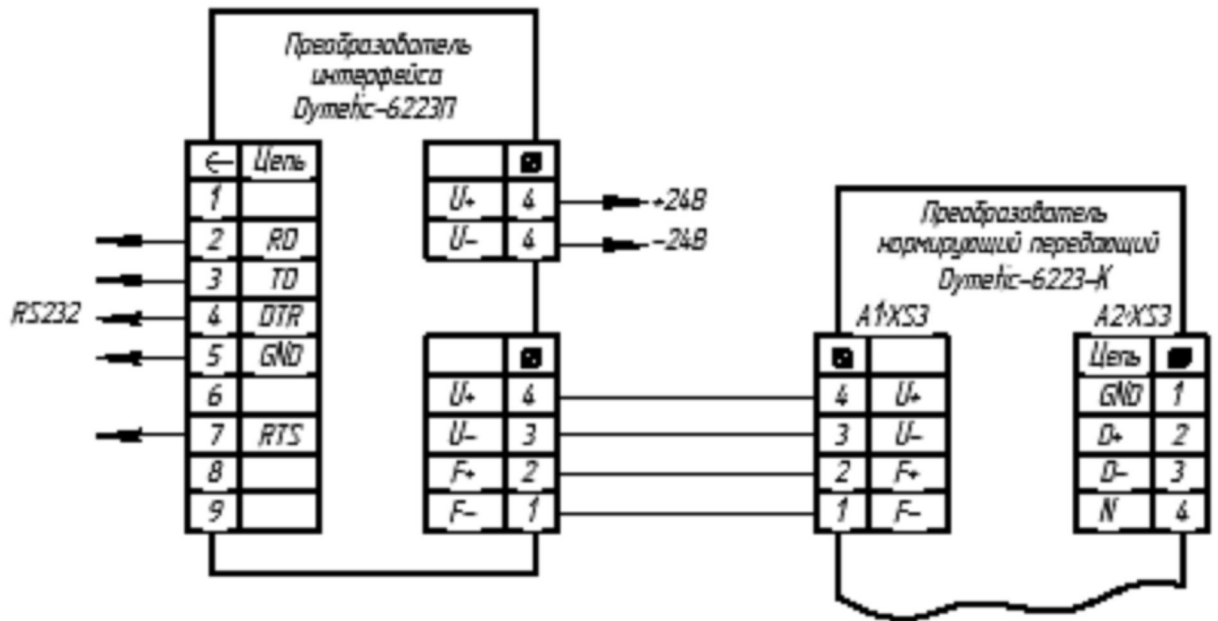 Преобразователь
интерфейса
Dymetic-6223П
Цепь
1
2 RD
3 TD
4 DTR
5 GND
6
7 RTS
8
9
RS232
U+ 4
U- 4
+24В
-24В
U+ 4
U- 3
F+ 2
F- 1
Преобразователь
нормирующий передающий
Dymetic-6223-К
A1:XS3
A2:XS3
4 U+
3 U-
2 F+
1 F-
Цепь
GND 1
D+ 2
D- 3
N 4